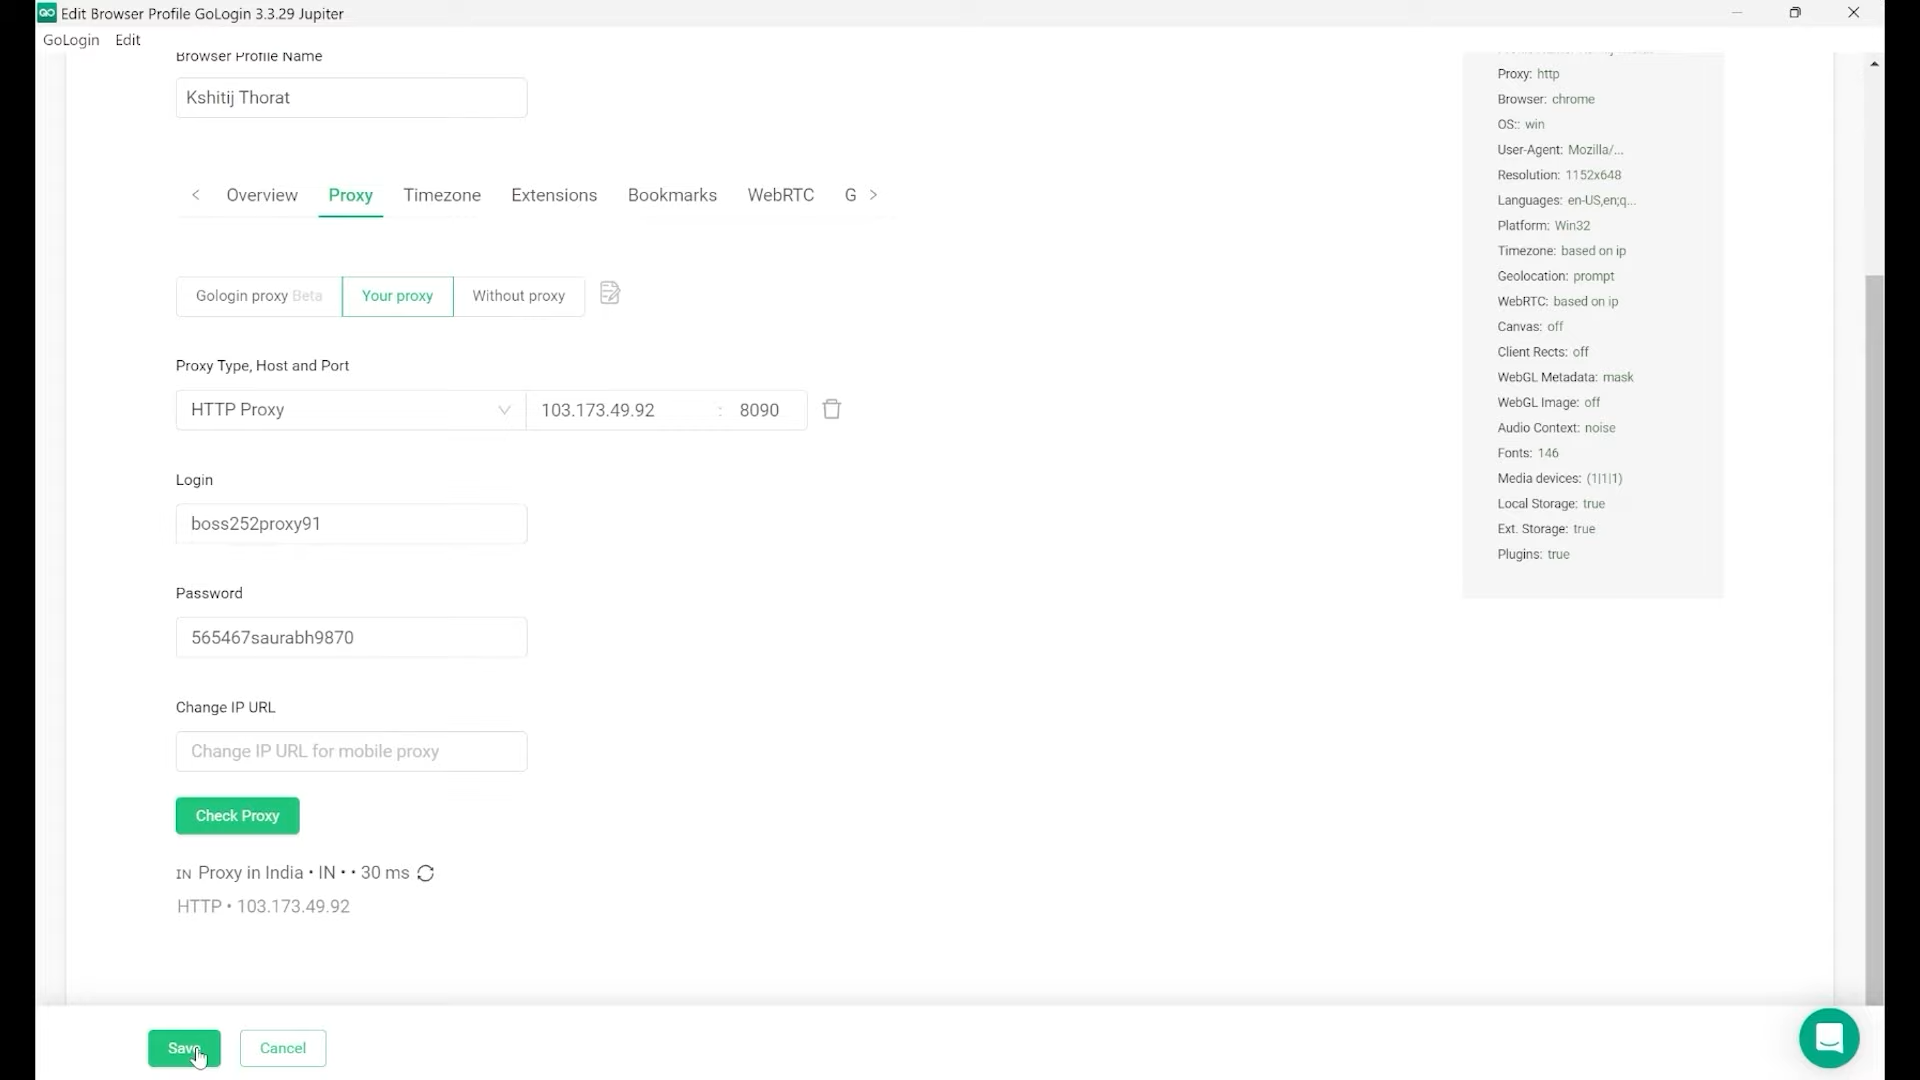 GO Edit Browser Profile GoLogin 3.3.29 Jupiter
GoLogin Edit
Browser Profile Name
Kshitij Thorat
Overview Proxy Timezone Extensions Bookmarks WebRTC G
Gologin proxy Beta Your proxy Without proxy
Proxy Type, Host and Port
HTTP Proxy 103.173.49.92 : 8090
Login
boss252proxy91
Password
565467saurabh9870
Change IP URL
Change IP URL for mobile proxy
Check Proxy
IN Proxy in India • IN • • 30 ms
HTTP • 103.173.49.92
Save Cancel
Proxy: http
Browser: chrome
OS:: win
User-Agent: Mozilla/...
Resolution: 1152x648
Languages: en-US,en;q...
Platform: Win32
Timezone: based on ip
Geolocation: prompt
WebRTC: based on ip
Canvas: off
Client Rects: off
WebGL Metadata: mask
WebGL Image: off
Audio Context: noise
Fonts: 146
Media devices: (1|1|1)
Local Storage: true
Ext. Storage: true
Plugins: true